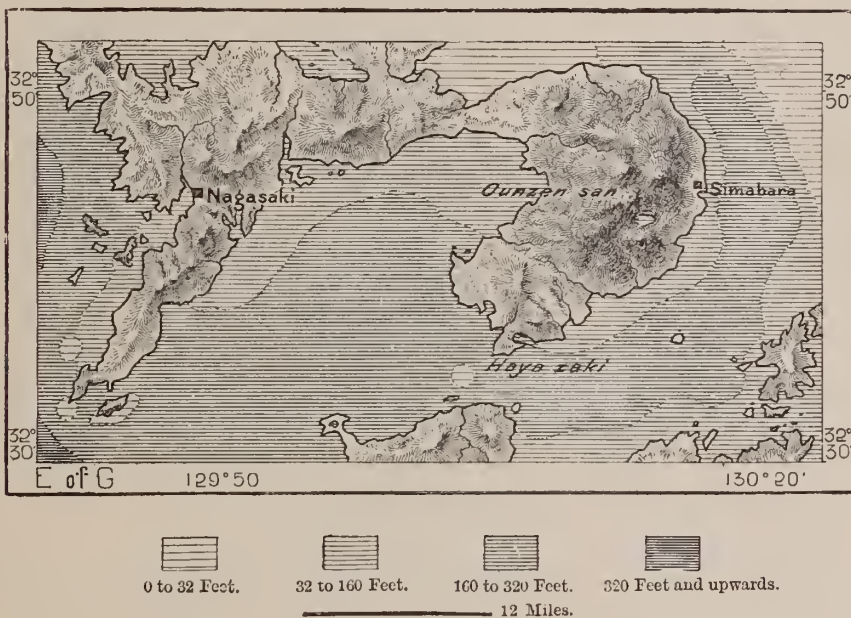 32°
50'
32°
50'
Nagasaki
Ounzen san
Simabara
Haya zaki
32°
30'
32°
30'
E of G
129°50
130°20'
0 to 32 Feet.
32 to 160 Feet.
160 to 320 Feet.
320 Feet and upwards.
12 Miles.